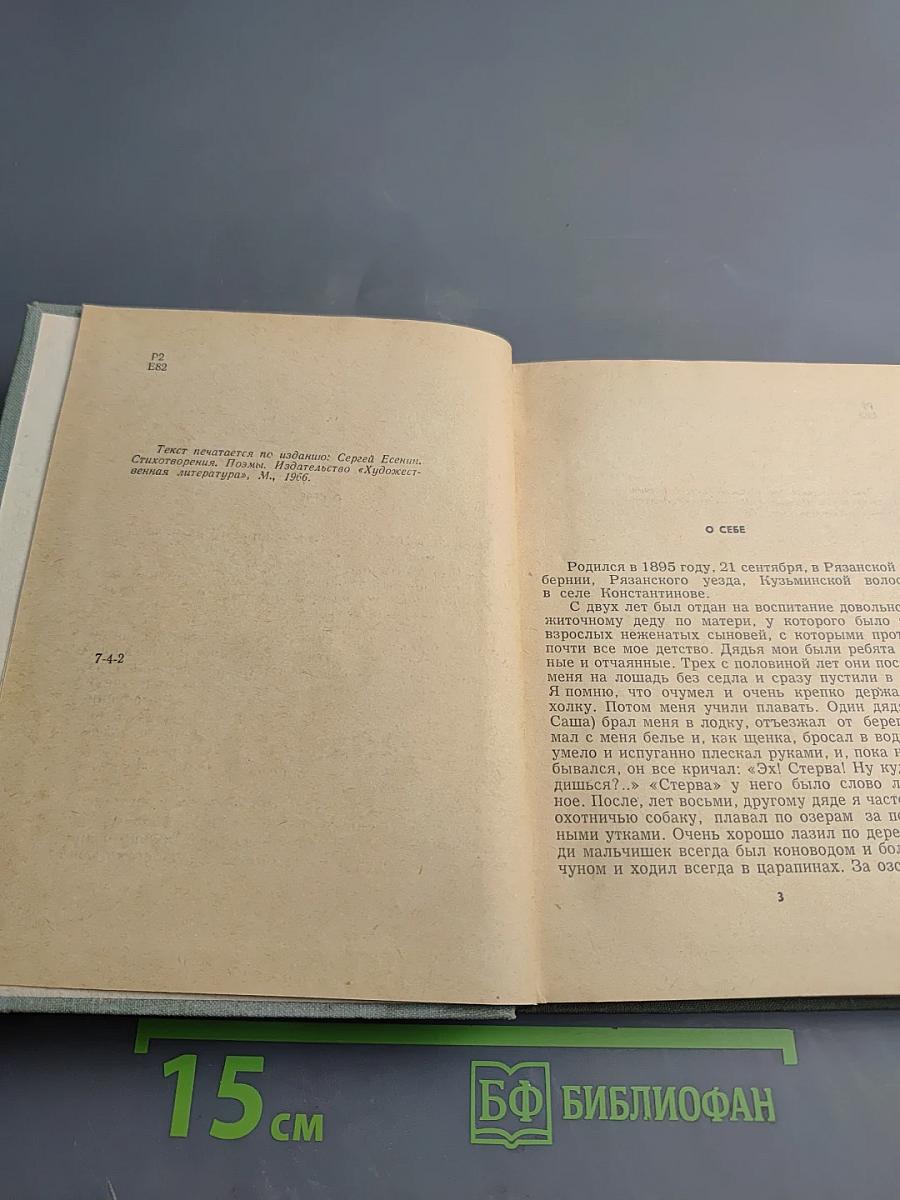 Р2
Е82
Текст печатается по изданию: Сергей Есенин.
Стихотворения. Поэмы. Издательство «Художест-
венная литература», М., 1966.
7-4-2
О СЕБЕ
Родился в 1895 году, 21 сентября, в Рязанской
бернии, Рязанского уезда, Кузьминской волос
в селе Константинове.
С двух лет был отдан на воспитание довольно
житочному деду по матери, у которого было
взрослых неженатых сыновей, с которыми прот
почти все мое детство. Дядья мои были ребята
ные и отчаянные. Трех с половиной лет они пос
меня на лошадь без седла и сразу пустили в
Я помню, что очумел и очень крепко держа
холку. Потом меня учили плавать. Один дядя
Саша) брал меня в лодку, отъезжал от берег
мал с меня белье и, как щенка, бросал в вод
умело и испуганно плескал руками, и, пока н
бывался, он все кричал: «Эх! Стерва! Ну куд
дишься?..» «Стерва» у него было слово л
ное. После, лет восьми, другому дяде я част
охотничью собаку, плавал по озерам за по
ными утками. Очень хорошо лазил по дере
ди мальчишек всегда был коноводом и бол
чуном и ходил всегда в царапинах. За озо
3
15 см
БФ БИБЛИОФАН